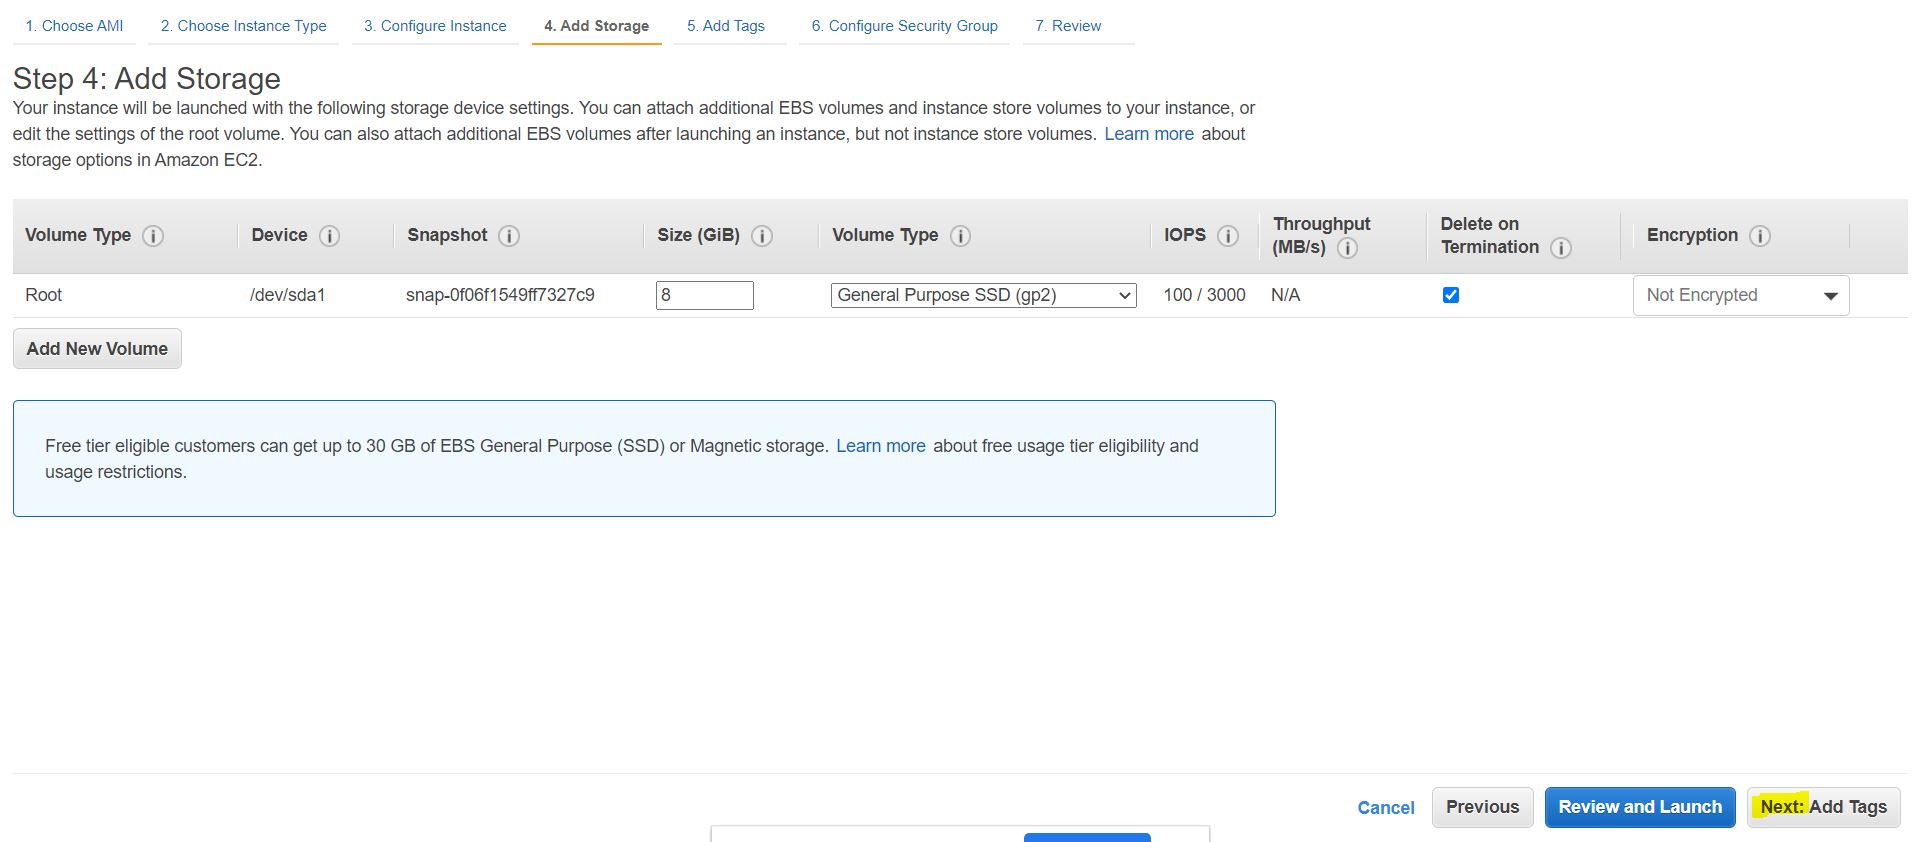 1. Choose AMI 2. Choose Instance Type 3. Configure Instance 4. Add Storage 5. Add Tags 6. Configure Security Group 7. Review
Step 4: Add Storage
Your instance will be launched with the following storage device settings. You can attach additional EBS volumes and instance store volumes to your instance, or
edit the settings of the root volume. You can also attach additional EBS volumes after launching an instance, but not instance store volumes. Learn more about
storage options in Amazon EC2.
Volume Type Device Snapshot Size (GiB) Volume Type IOPS Throughput (MB/s) Delete on Termination Encryption
Root /dev/sda1 snap-0f06f1549ff7327c9 8 General Purpose SSD (gp2) 100 / 3000 N/A Not Encrypted
Add New Volume
Free tier eligible customers can get up to 30 GB of EBS General Purpose (SSD) or Magnetic storage. Learn more about free usage tier eligibility and
usage restrictions.
Cancel Previous Review and Launch Next: Add Tags